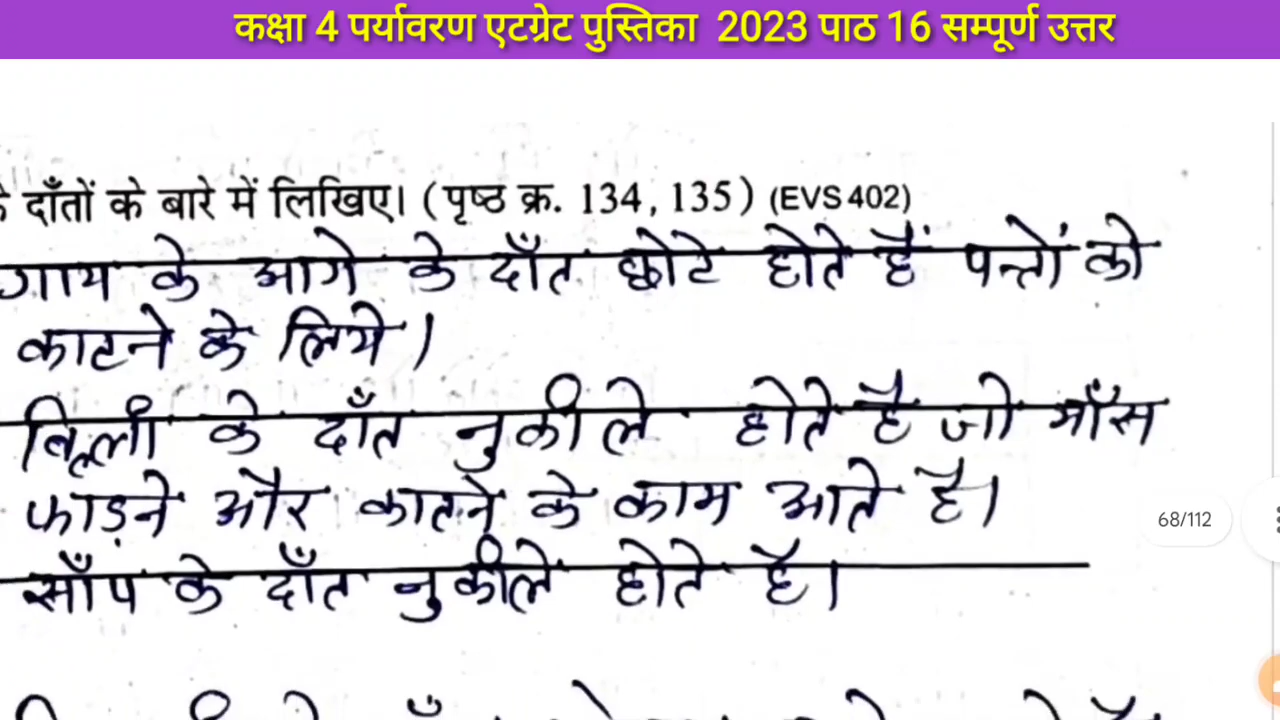 कक्षा 4 पर्यावरण एटग्रेट पुस्तिका 2023 पाठ 16 सम्पूर्ण उत्तर
के दाँतों के बारे में लिखिए। (पृष्ठ क्र. 134, 135) (EVS 402)
गाय के आगे के दाँत छोटे होते हैं पत्तों को
काटने के लिये।
बिल्ली के दाँत नुकीले होते है जो माँस
फाड़ने और काटने के काम आते है।
68/112
साँप के दाँत नुकीले होते है।